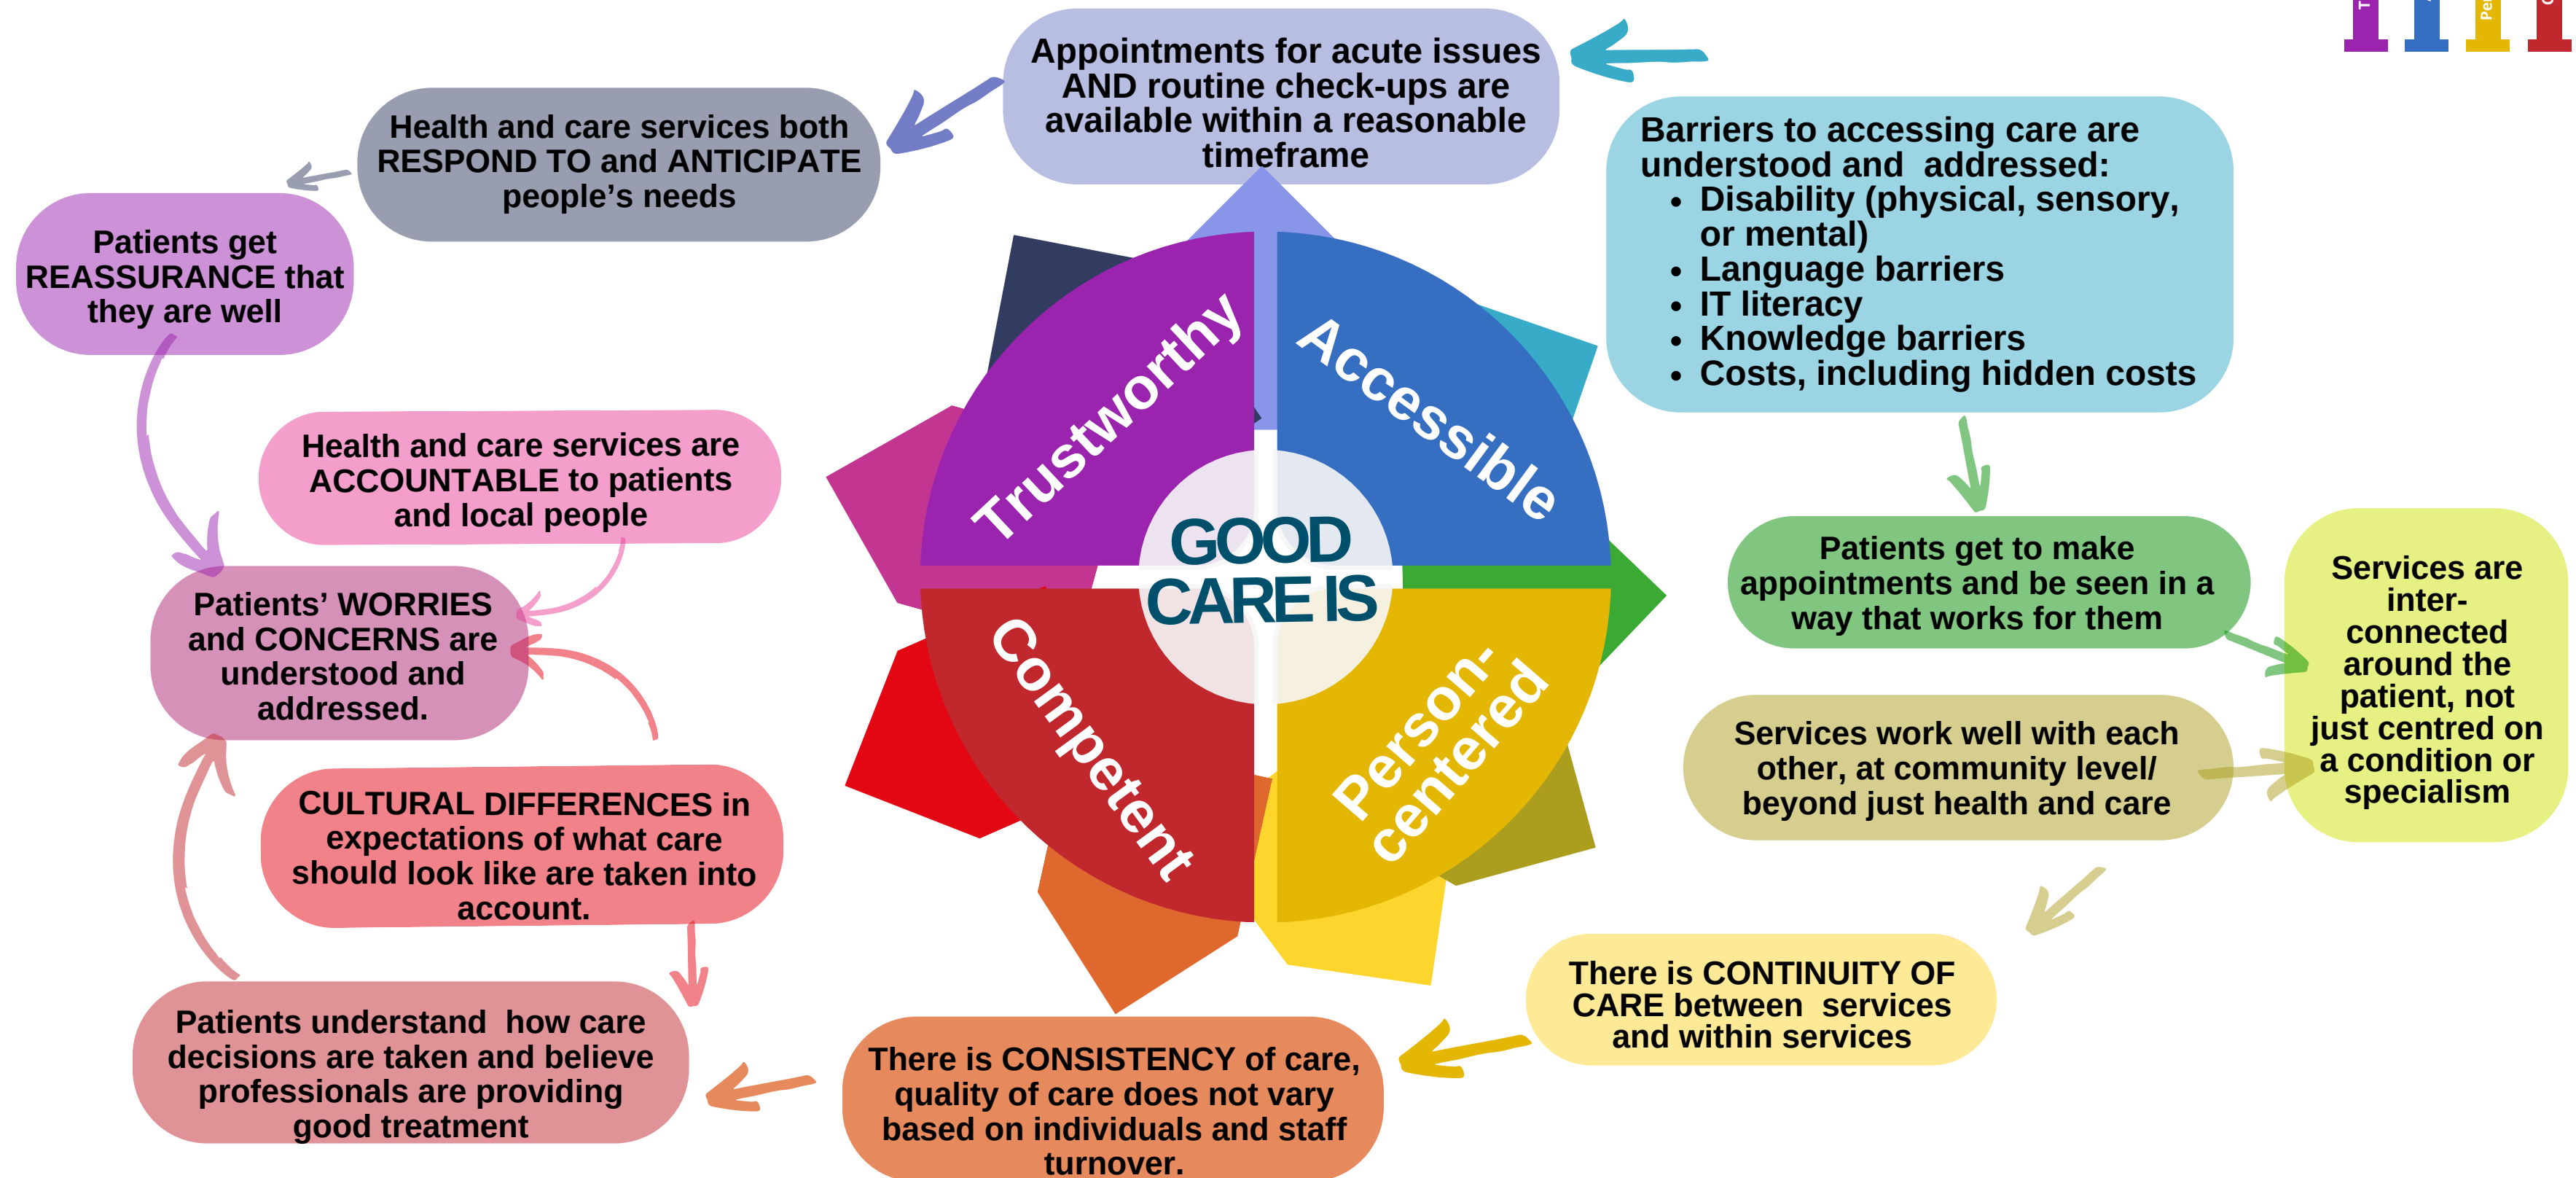 Appointments for acute issues
AND routine check-ups are
available within a reasonable
timeframe
Health and care services both
RESPOND TO and ANTICIPATE
people’s needs
Patients get
REASSURANCE that
they are well
Barriers to accessing care are
understood and  addressed:
• Disability (physical, sensory,
or mental)
• Language barriers
• IT literacy
• Knowledge barriers
• Costs, including hidden costs
Health and care services are
ACCOUNTABLE to patients
and local people
Trustworthy
Accessible
GOOD
CARE IS
Competent
Person-
centered
Patients get to make
appointments and be seen in a
way that works for them
Services are
inter-
connected
around the
patient, not
just centred on
a condition or
specialism
Patients’ WORRIES
and CONCERNS are
understood and
addressed.
Services work well with each
other, at community level/
beyond just health and care
CULTURAL DIFFERENCES in
expectations of what care
should look like are taken into
account.
There is CONTINUITY OF
CARE between  services
and within services
Patients understand  how care
decisions are taken and believe
professionals are providing
good treatment
There is CONSISTENCY of care,
quality of care does not vary
based on individuals and staff
turnover.